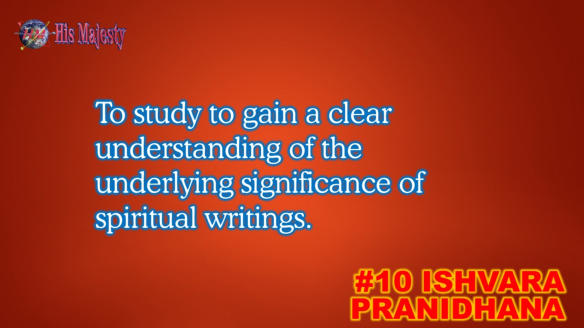 His Majesty
To study to gain a clear
understanding of the
underlying significance of
spiritual writings.
#10 ISHVARA
PRANIDHANA